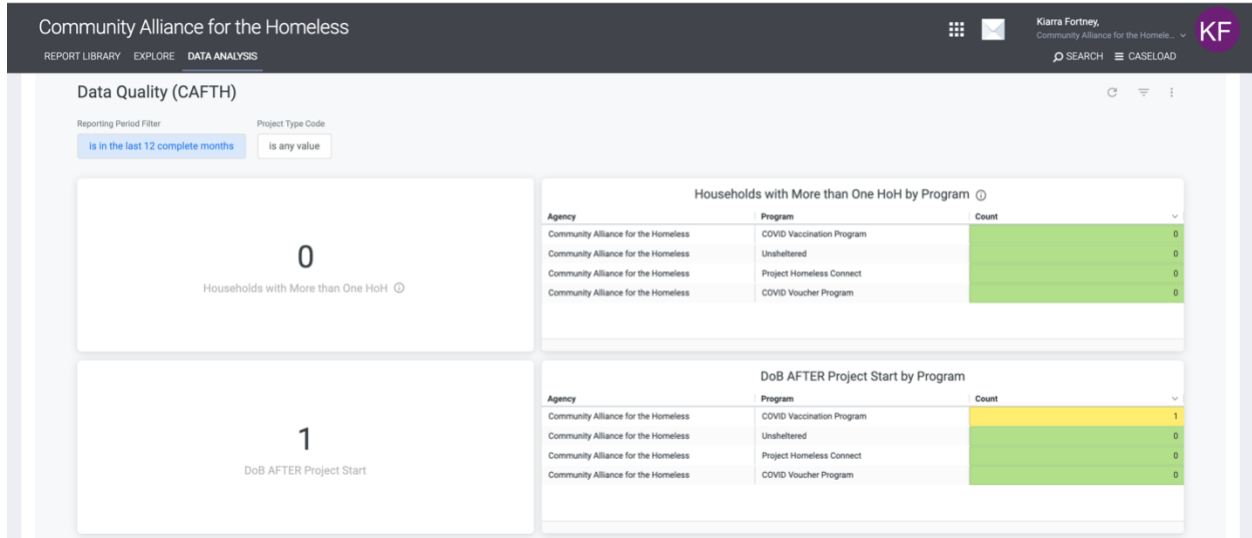 Community Alliance for the Homeless
Kiarra Fortney,
Community Alliance for the Homele...
KF
REPORT LIBRARY EXPLORE DATA ANALYSIS
SEARCH CASELOAD
Data Quality (CAFTH)
Reporting Period Filter Project Type Code
is in the last 12 complete months is any value
0
Households with More than One HoH
Households with More than One HoH by Program
Agency Program Count
Community Alliance for the Homeless COVID Vaccination Program 0
Community Alliance for the Homeless Unsheltered 0
Community Alliance for the Homeless Project Homeless Connect 0
Community Alliance for the Homeless COVID Voucher Program 0
1
DoB AFTER Project Start
DoB AFTER Project Start by Program
Agency Program Count
Community Alliance for the Homeless COVID Vaccination Program 1
Community Alliance for the Homeless Unsheltered 0
Community Alliance for the Homeless Project Homeless Connect 0
Community Alliance for the Homeless COVID Voucher Program 0